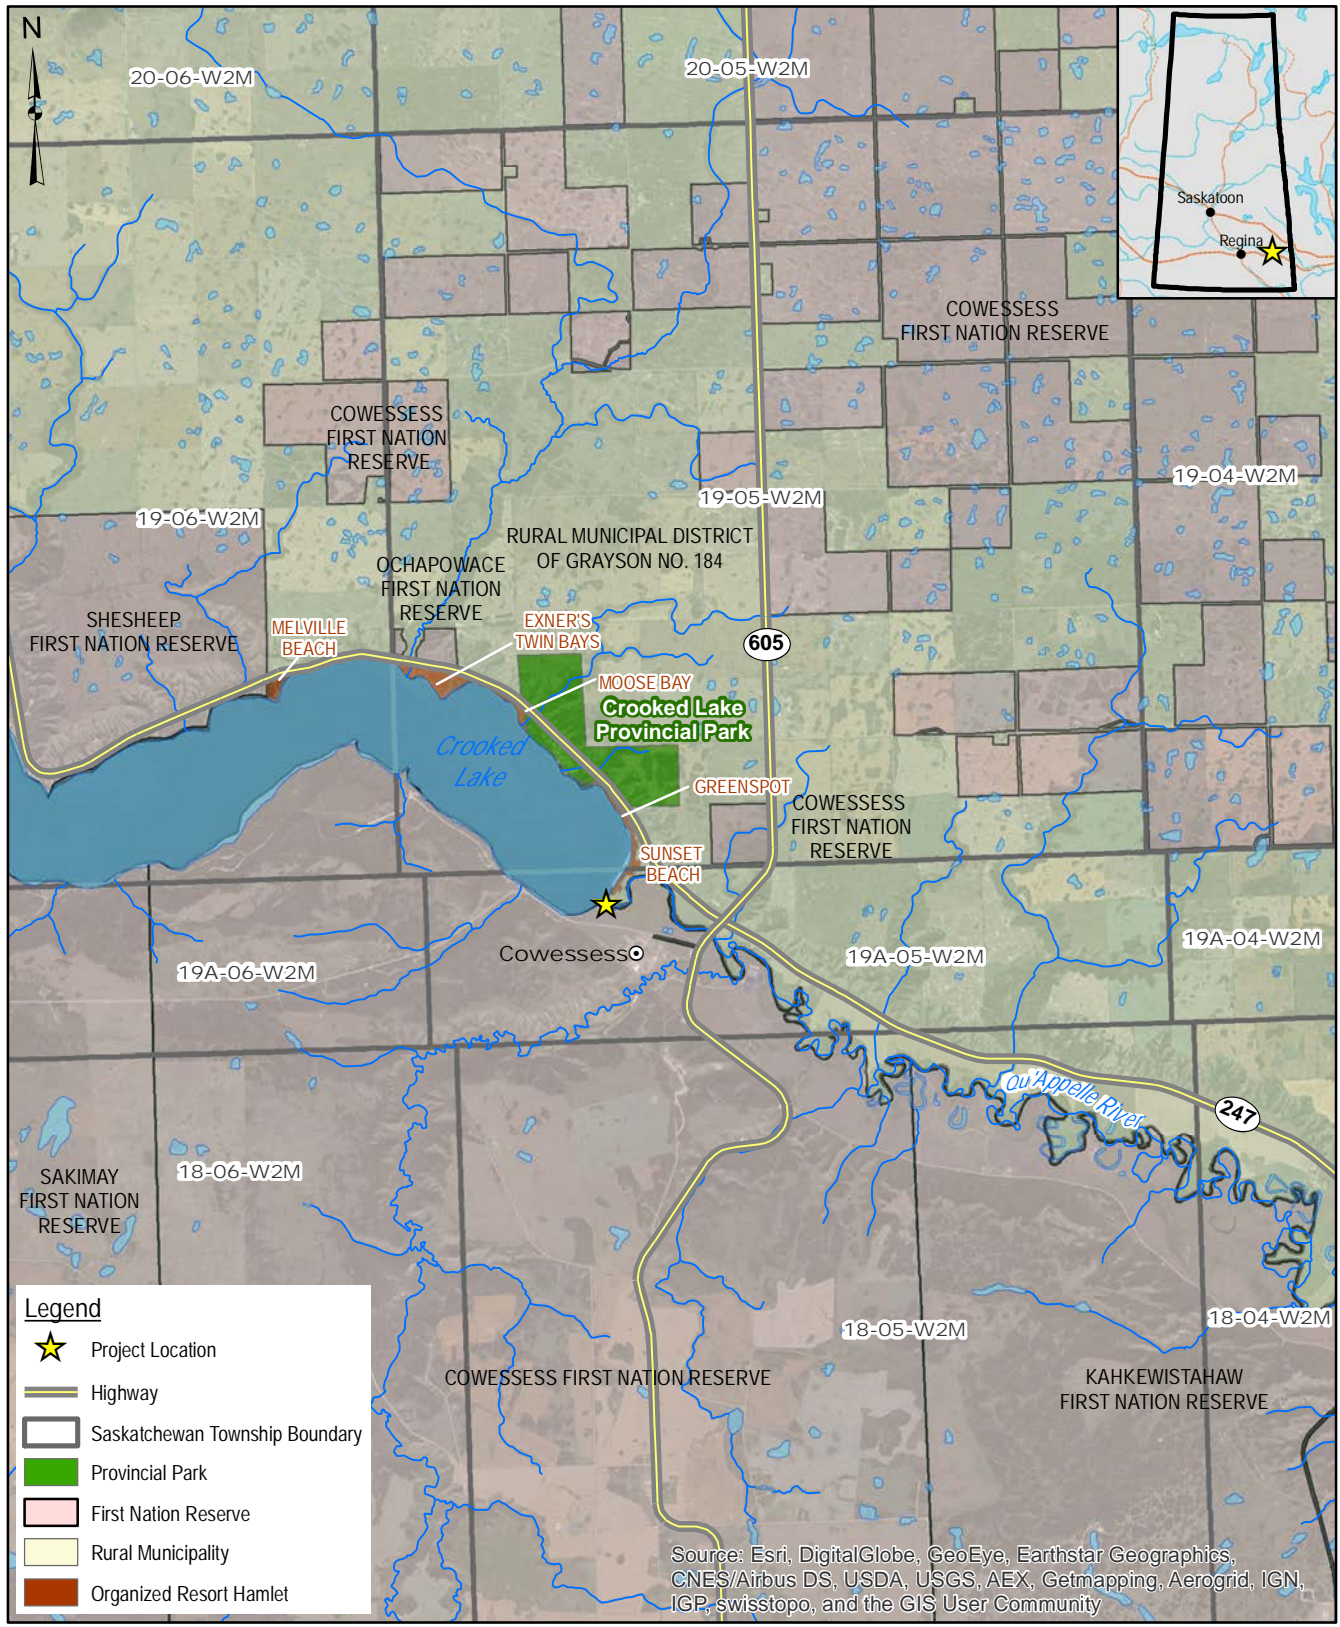 N
20-06-W2M
20-05-W2M
Saskatoon
Regina
COWESSESS
FIRST NATION RESERVE
COWESSESS
FIRST NATION
RESERVE
19-04-W2M
19-05-W2M
19-06-W2M
RURAL MUNICIPAL DISTRICT
OF GRAYSON NO. 184
OCHAPOWACE
FIRST NATION
RESERVE
SHESHEEP
FIRST NATION RESERVE
MELVILLE
BEACH
EXNER'S
TWIN BAYS
605
MOOSE BAY
Crooked Lake
Provincial Park
Crooked
Lake
GREENSPOT
COWESSESS
FIRST NATION
RESERVE
SUNSET
BEACH
Cowessess
19A-06-W2M
19A-05-W2M
19A-04-W2M
Qu'Appelle River
247
SAKIMAY
FIRST NATION
RESERVE
18-06-W2M
18-05-W2M
18-04-W2M
COWESSESS FIRST NATION RESERVE
KAHKEWISTAHAW
FIRST NATION RESERVE
Legend
Project Location
Highway
Saskatchewan Township Boundary
Provincial Park
First Nation Reserve
Rural Municipality
Organized Resort Hamlet
Source: Esri, DigitalGlobe, GeoEye, Earthstar Geographics,
CNES/Airbus DS, USDA, USGS, AEX, Getmapping, Aerogrid, IGN,
IGP, swisstopo, and the GIS User Community